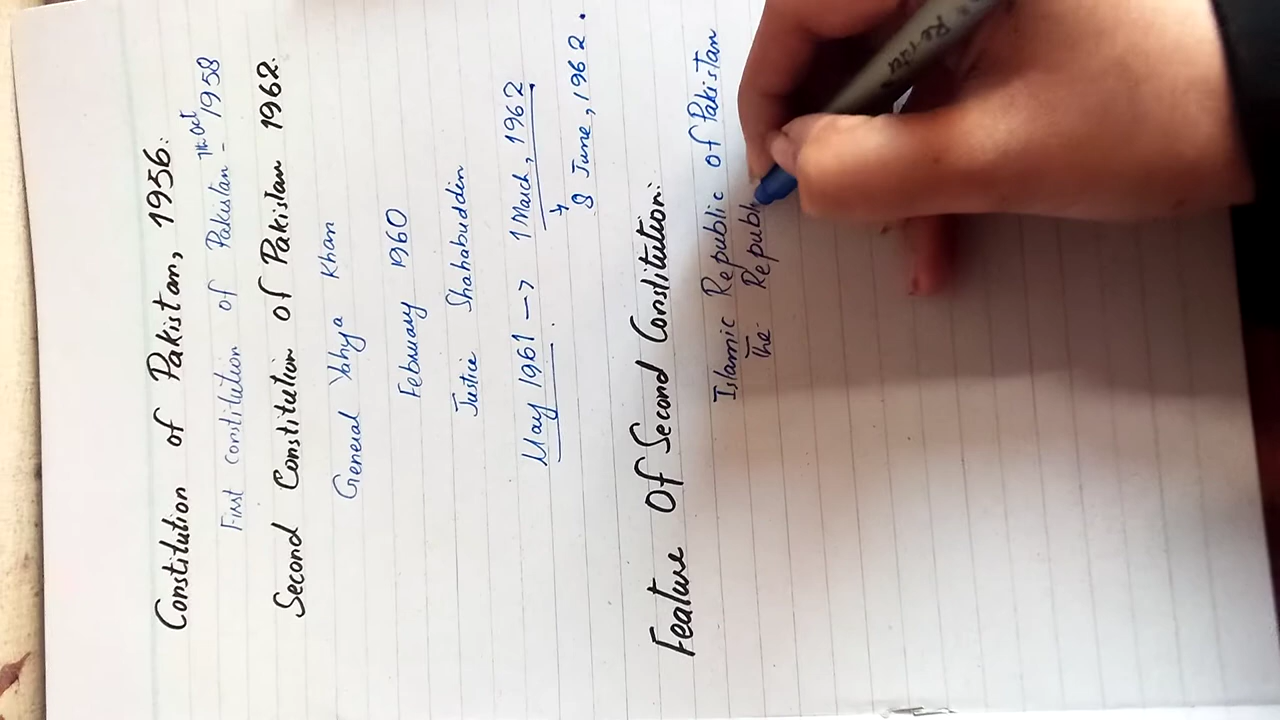 Constitution of Pakistan, 1956:
First constitution of Pakistan - 7th Oct/1958
Second Constitution of Pakistan 1962.
General Yahya Khan
February 1960
Justice Shahabuddin
May 1961 -> 1 March, 1962
8 June, 1962.
Feature Of Second Constitution:
Islamic Republic of Pakistan
The Republ